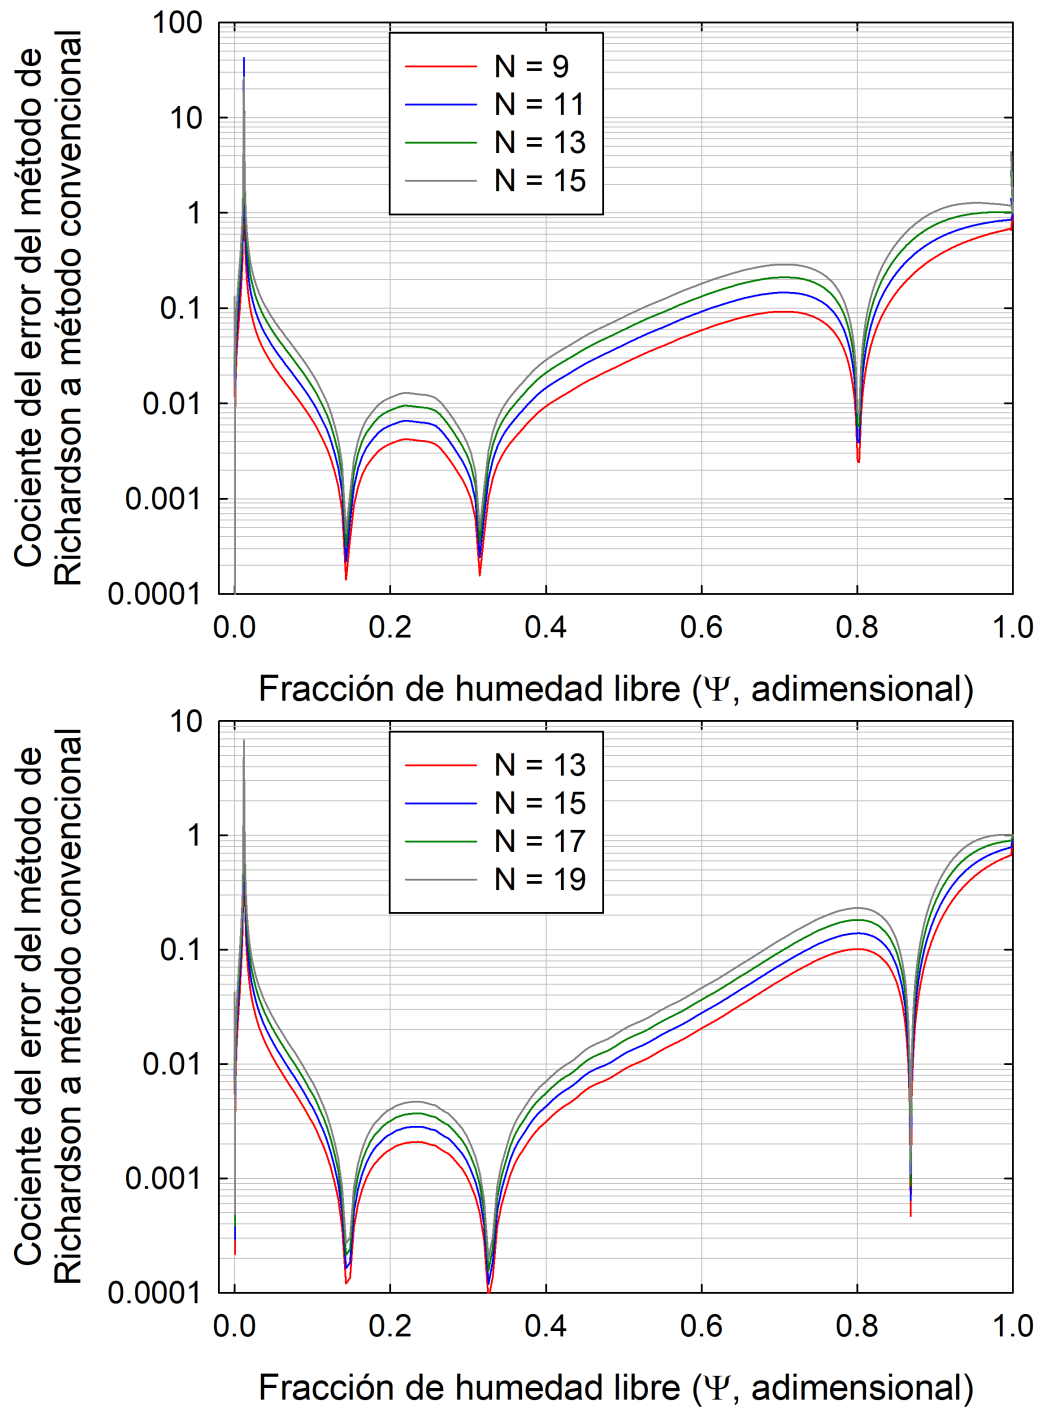 Cociente del error del método de
Richardson a método convencional
100
10
1
0.1
0.01
0.001
0.0001
N = 9
N = 11
N = 13
N = 15
0.0 0.2 0.4 0.6 0.8 1.0
Fracción de humedad libre (Ψ, adimensional)
Cociente del error del método de
Richardson a método convencional
10
1
0.1
0.01
0.001
0.0001
N = 13
N = 15
N = 17
N = 19
0.0 0.2 0.4 0.6 0.8 1.0
Fracción de humedad libre (Ψ, adimensional)